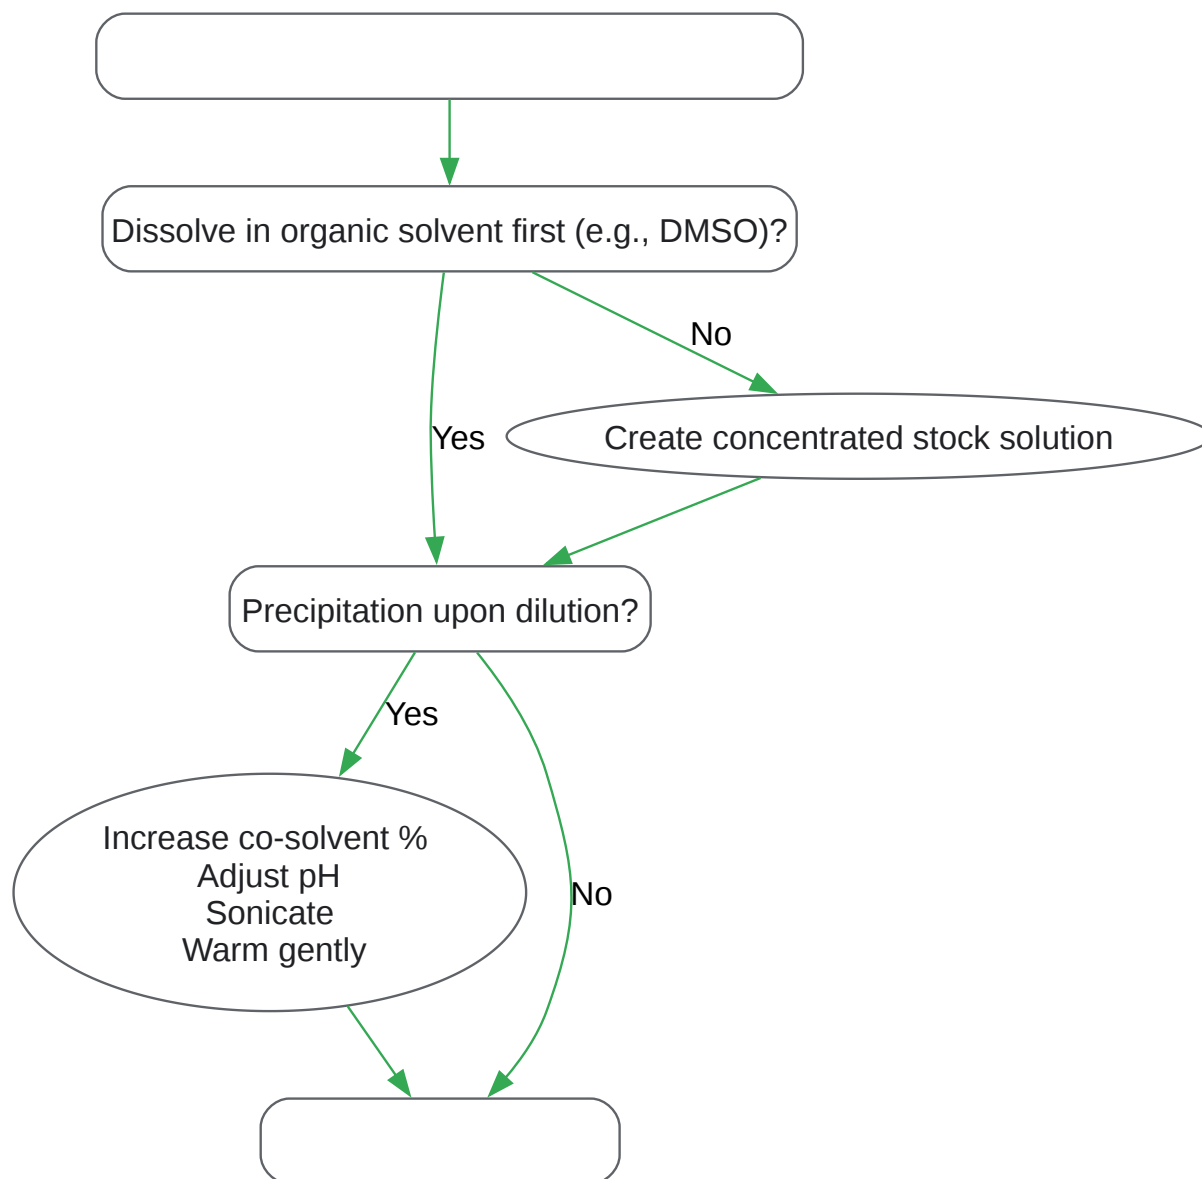 Dissolve in organic solvent first (e.g., DMSO)?
No
Yes
Create concentrated stock solution
Precipitation upon dilution?
Yes
Increase co-solvent %
Adjust pH
Sonicate
Warm gently
No